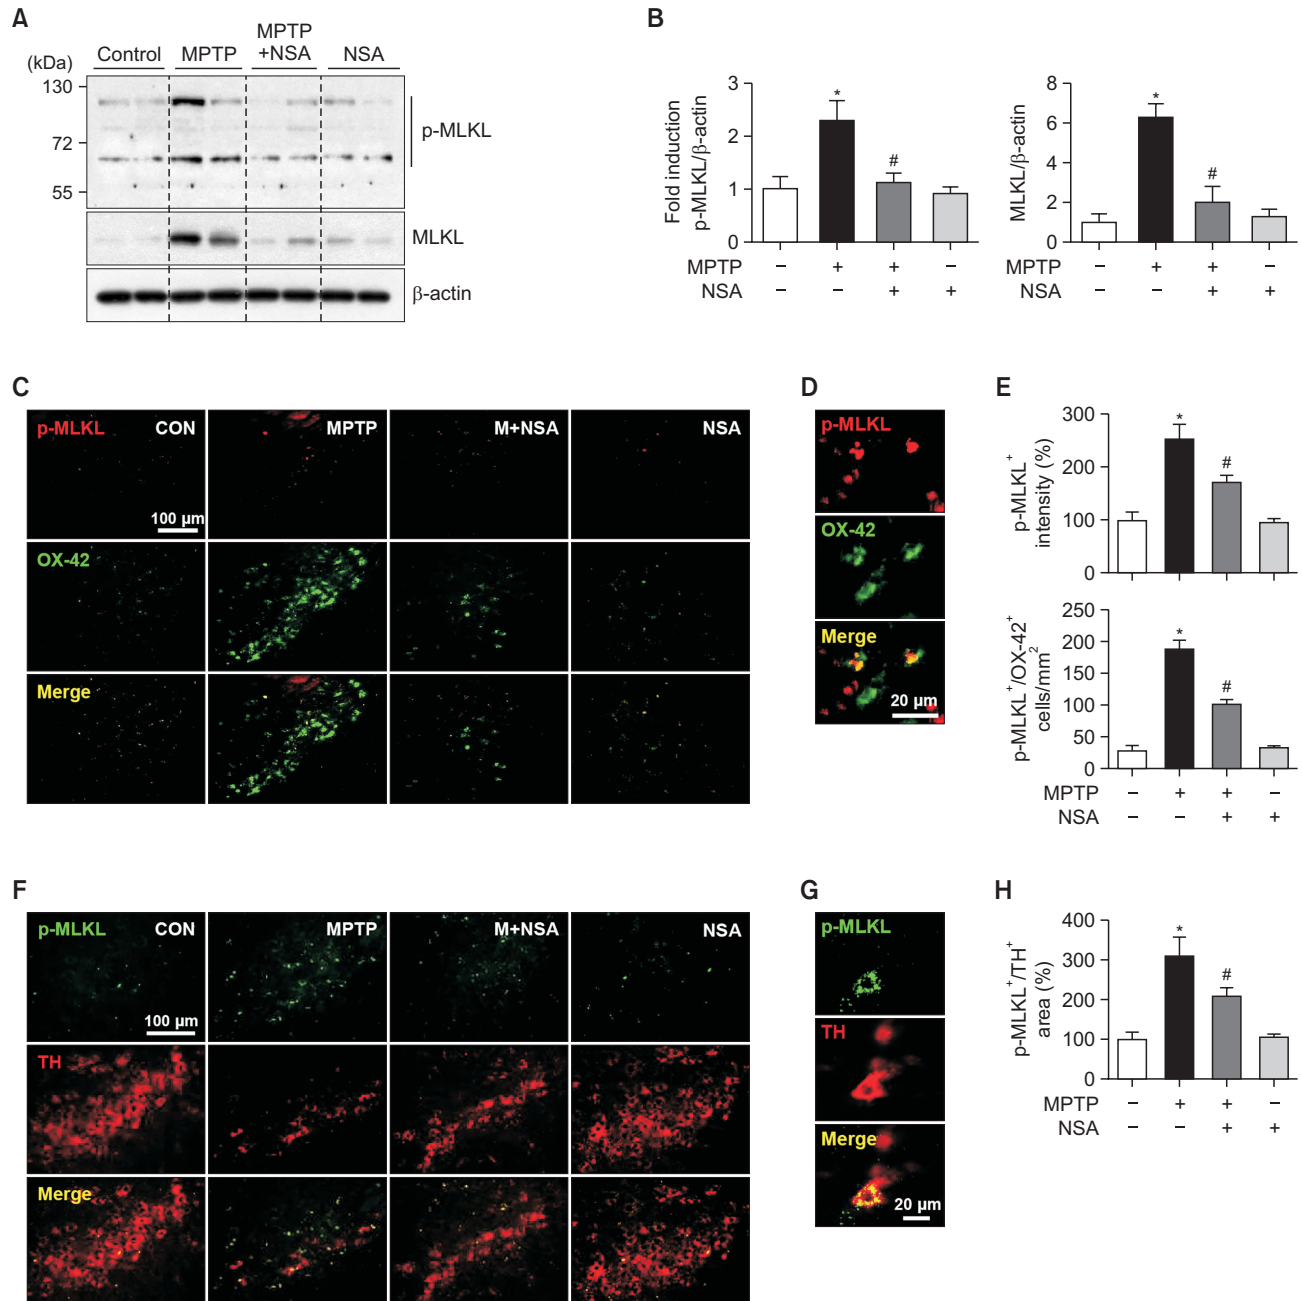 A
Control MPTP MPTP +NSA NSA
(kDa)
130
72
55
p-MLKL
MLKL
β-actin
B
Fold induction
p-MLKL/β-actin
3
2
1
0
* #
MPTP − + + −
NSA − − + +
MLKL/β-actin
8
6
4
2
0
* #
MPTP − + + −
NSA − − + +
C
p-MLKL CON MPTP M+NSA NSA
100 µm
OX-42
Merge
D
p-MLKL
OX-42
Merge
20 µm
E
p-MLKL+
intensity (%)
300
200
100
0
* #
p-MLKL+/OX-42+
cells/mm2
250
200
150
100
50
0
* #
MPTP − + + −
NSA − − + +
F
p-MLKL CON MPTP M+NSA NSA
100 µm
TH
Merge
G
p-MLKL
TH
Merge
20 µm
H
p-MLKL+/TH+
area (%)
400
300
200
100
0
* #
MPTP − + + −
NSA − − + +